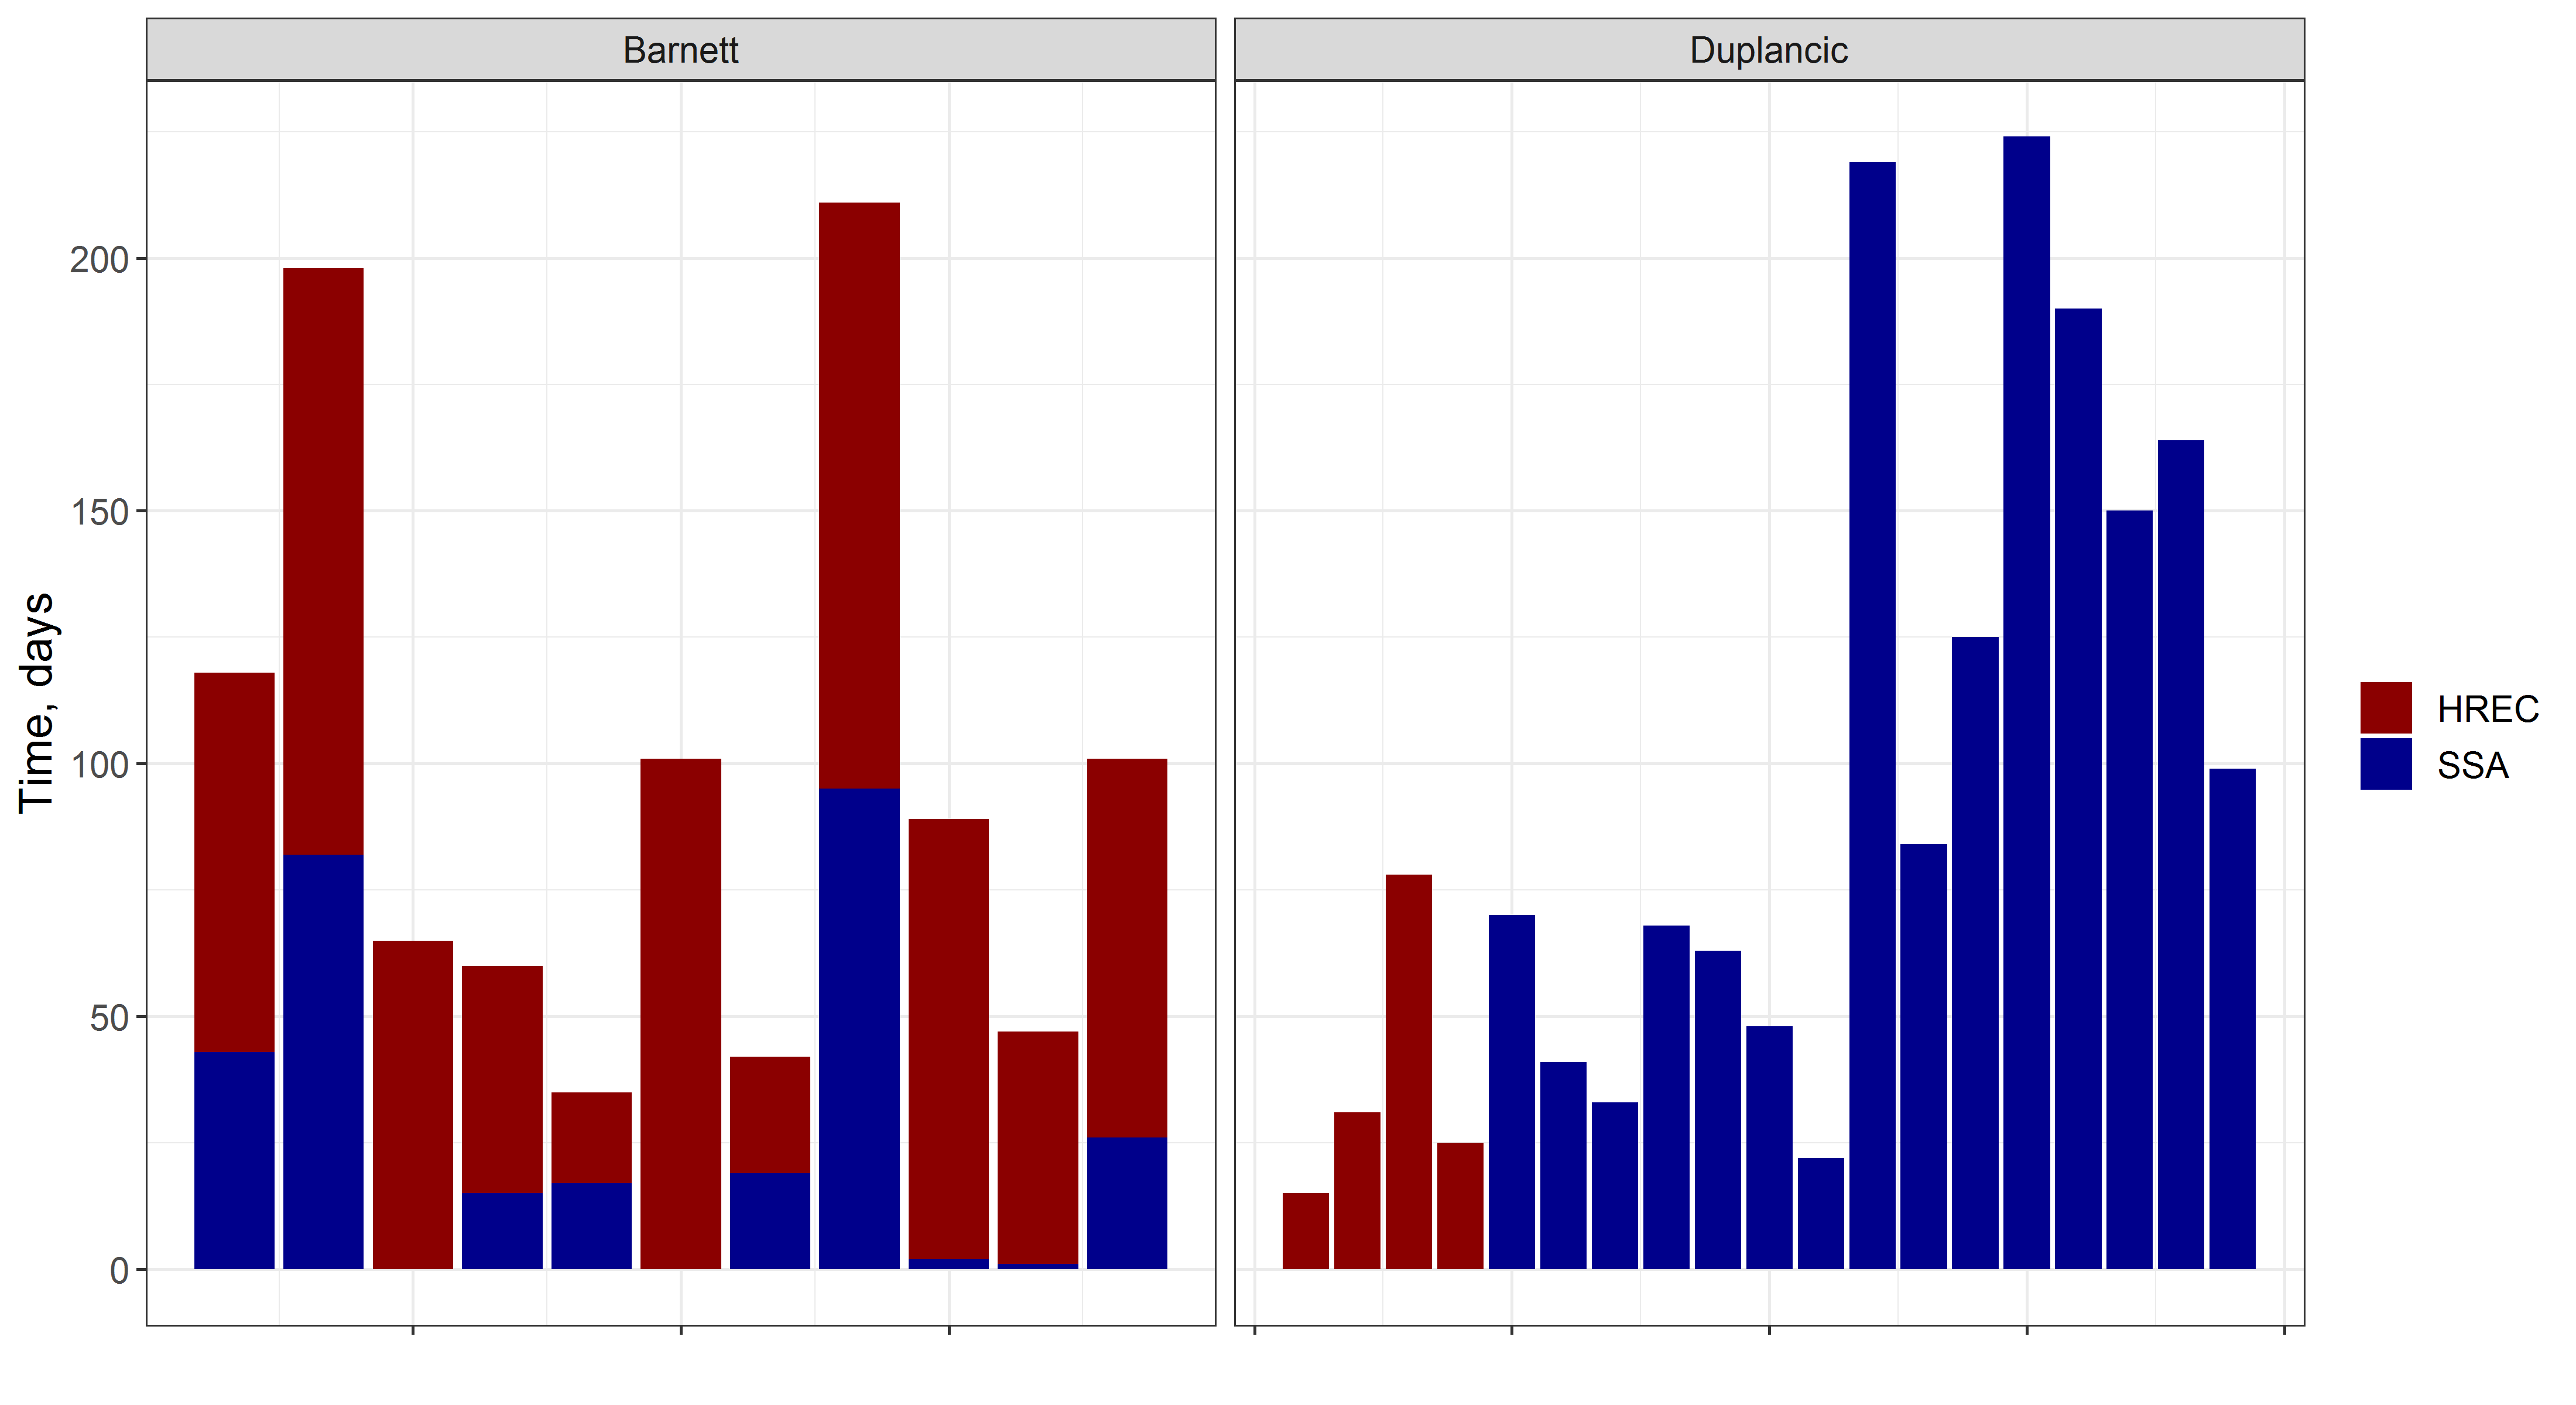 Barnett
Duplancic
Time, days
200
150
100
50
0
HREC
SSA